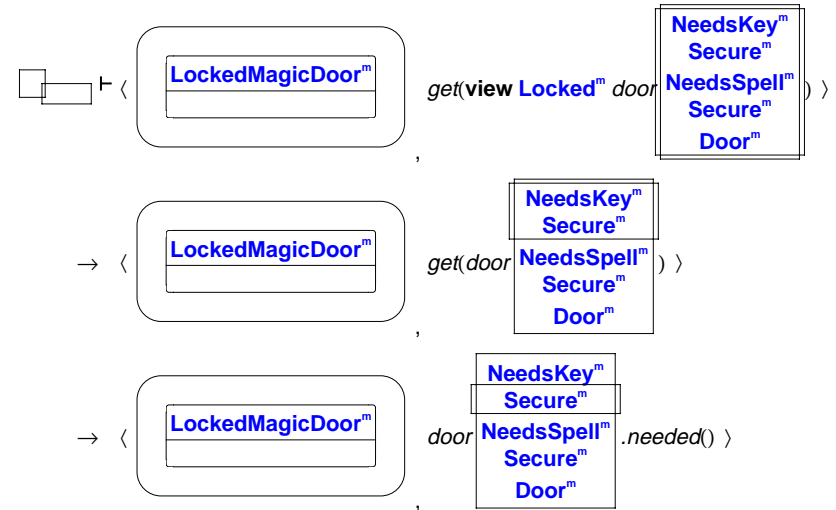 ⊢ ⟨ LockedMagicDoorᵐ , get(view Lockedᵐ door NeedsKeyᵐ Secureᵐ NeedsSpellᵐ Secureᵐ Doorᵐ ) ⟩
→ ⟨ LockedMagicDoorᵐ , get(door NeedsKeyᵐ Secureᵐ NeedsSpellᵐ Secureᵐ Doorᵐ ) ⟩
→ ⟨ LockedMagicDoorᵐ , door NeedsKeyᵐ Secureᵐ NeedsSpellᵐ Secureᵐ Doorᵐ .needed() ⟩